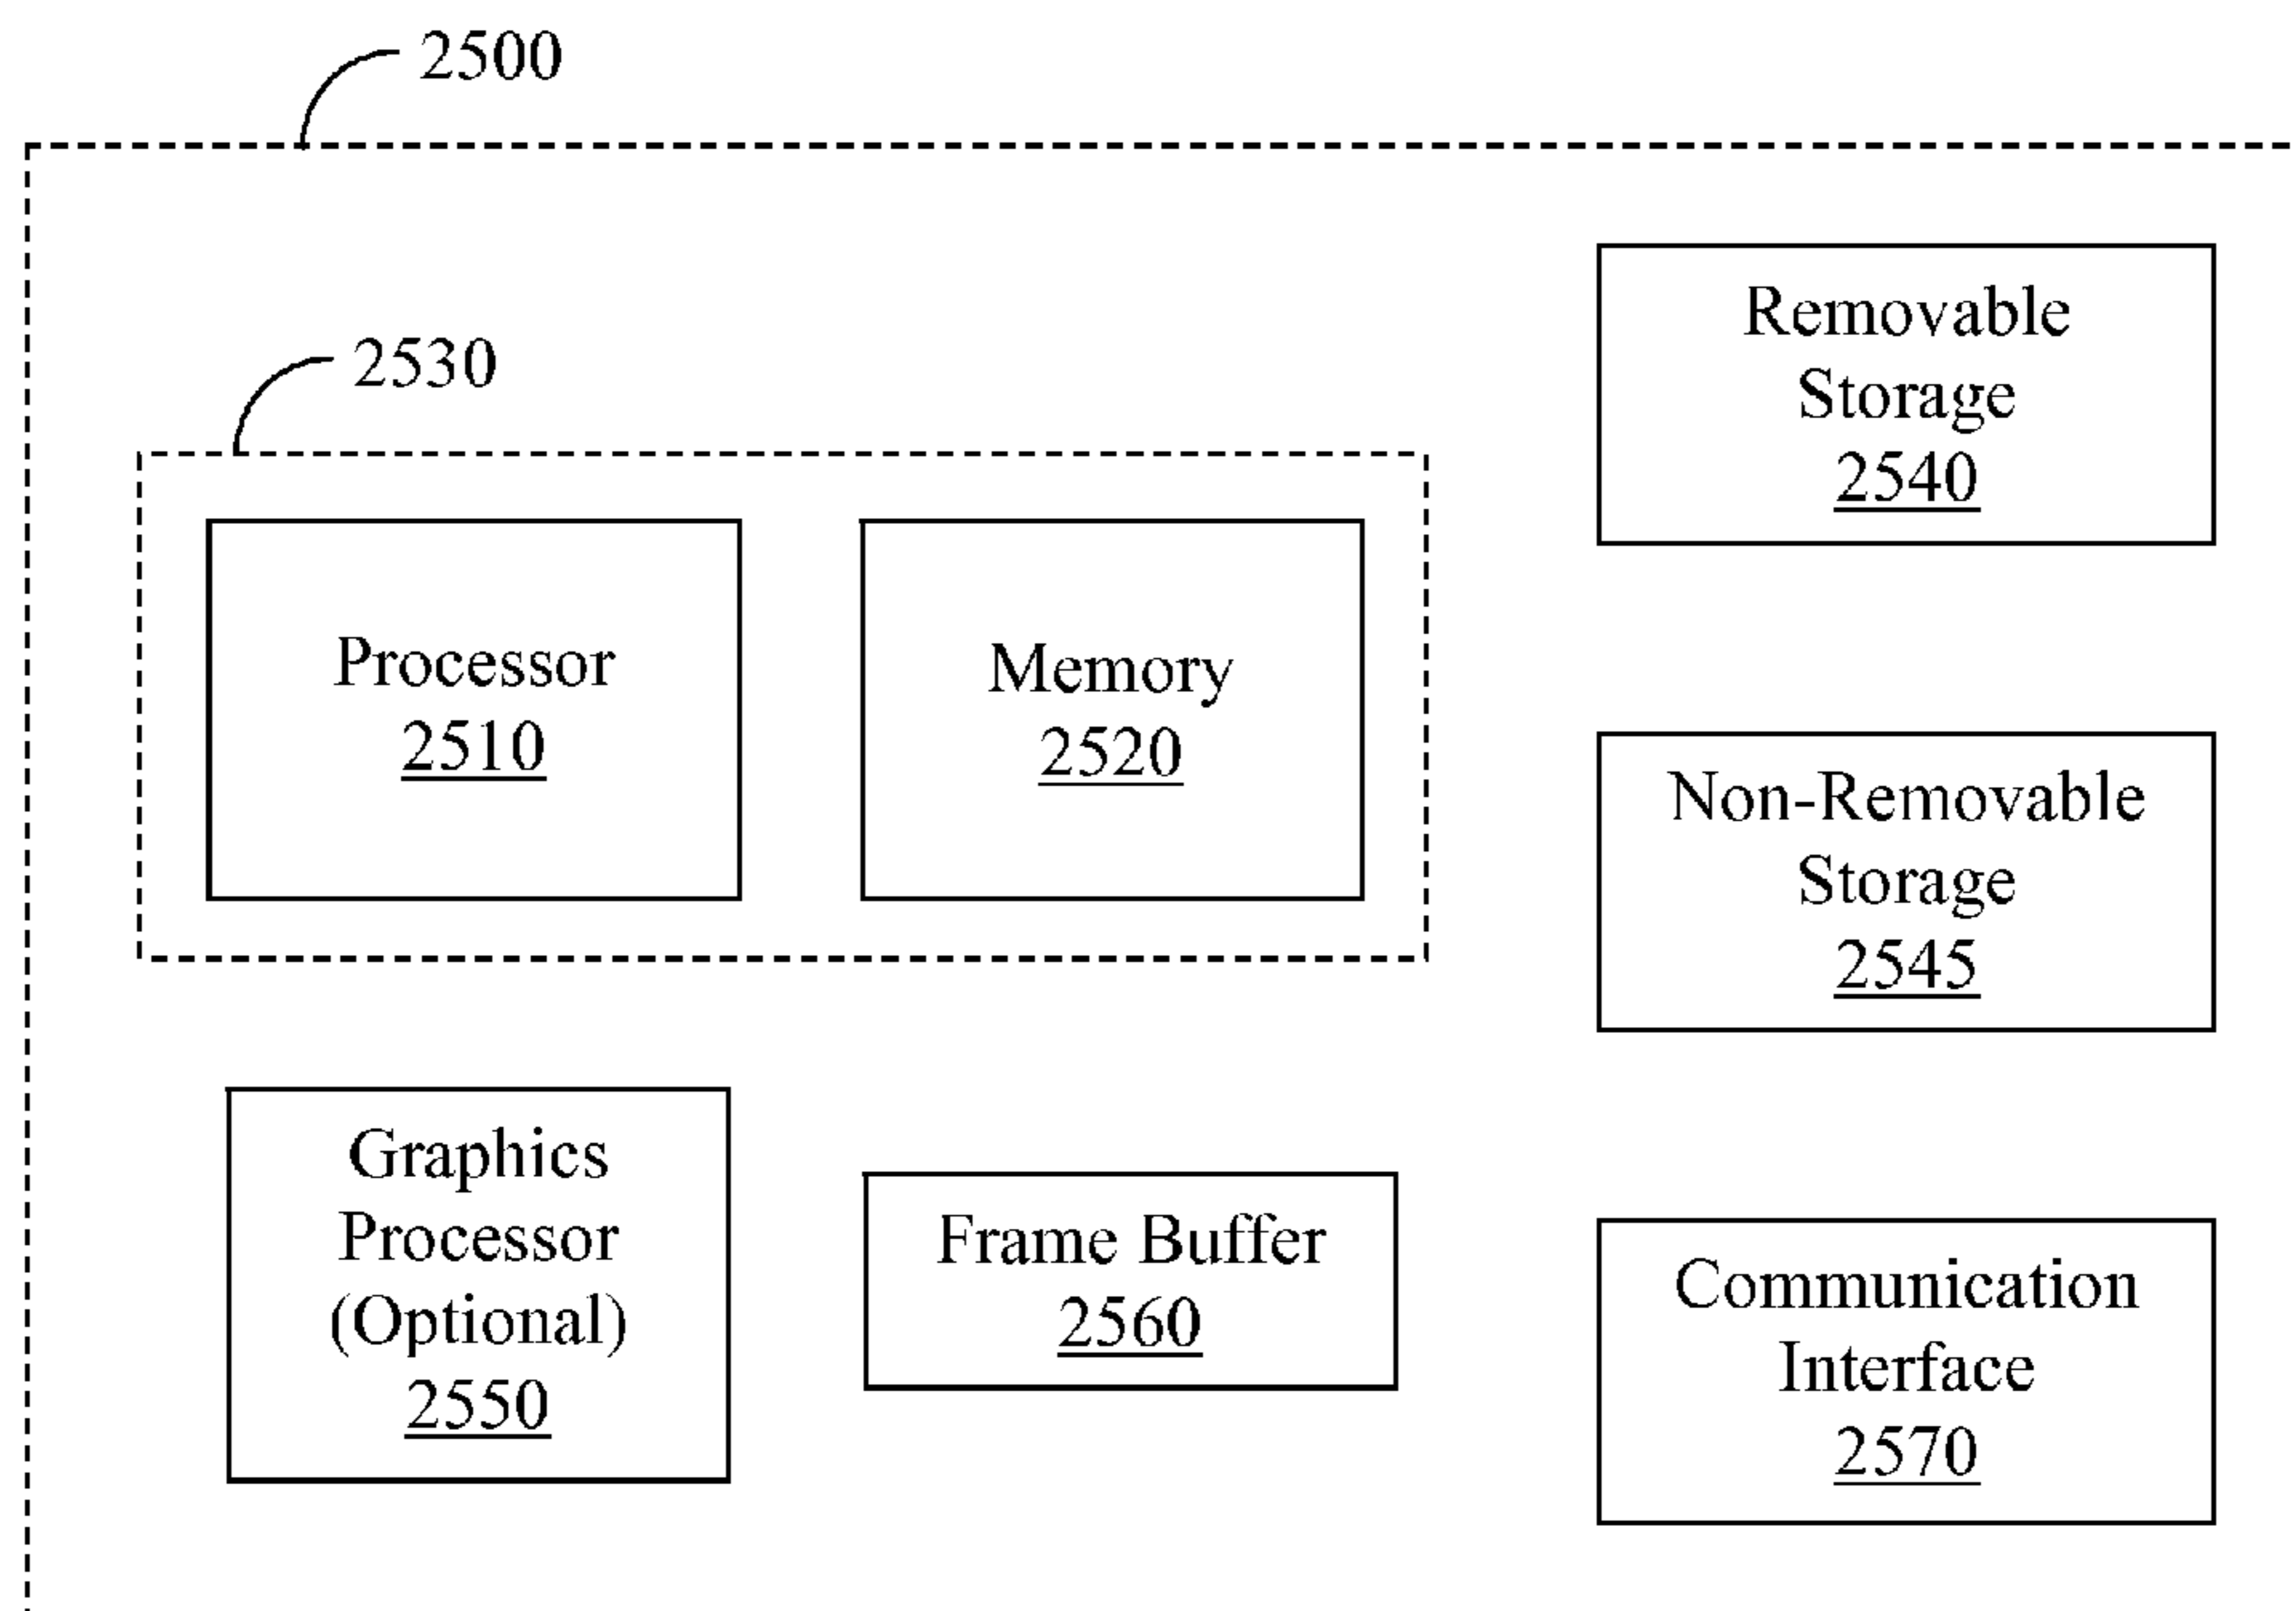 2500
2530
Processor
2510
Memory
2520
Removable
Storage
2540
Non-Removable
Storage
2545
Graphics
Processor
(Optional)
2550
Frame Buffer
2560
Communication
Interface
2570